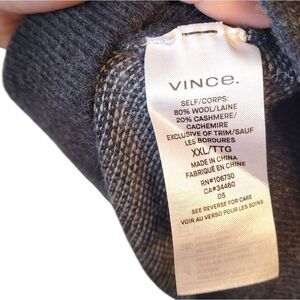 VINCE.
SELF/CORPS:
80% WOOL/LAINE
20% CASHMERE/
CACHEMIRE
EXCLUSIVE OF TRIM/SAUF
LES BORDURES
XXL/TTG
MADE IN CHINA
FABRIQUÉ EN CHINE
RN#106730
CA#34460
05
SEE REVERSE FOR CARE
VOIR AU VERSO POUR LES SOINS